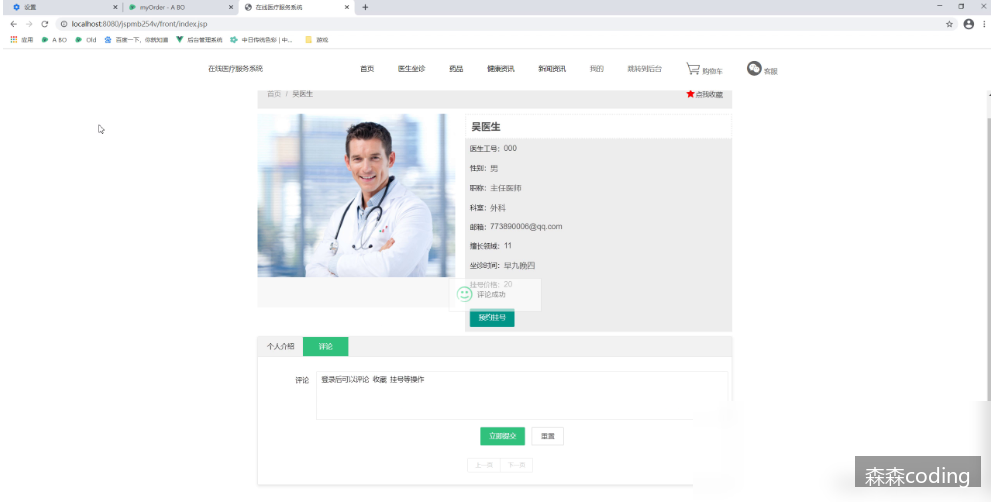 设置
myOrder - A BO
在线医疗服务系统
localhost:8080/jspmb254w/front/index.jsp
应用
A BO
Old
百度一下，你就知道
后台管理系统
中日传统色彩 | 中...
游戏
在线医疗服务系统
首页
医生坐诊
药品
健康资讯
新闻资讯
我的
跳转到后台
购物车
客服
首页 / 吴医生
点我收藏
吴医生
医生工号：000
性别：男
职称：主任医师
科室：外科
邮箱：773890006@qq.com
擅长领域：11
坐诊时间：早九晚四
挂号价格：20
评论成功
预约挂号
个人介绍
评论
评论
登录后可以评论 收藏 挂号等操作
立即提交
重置
上一页
下一页
森森coding